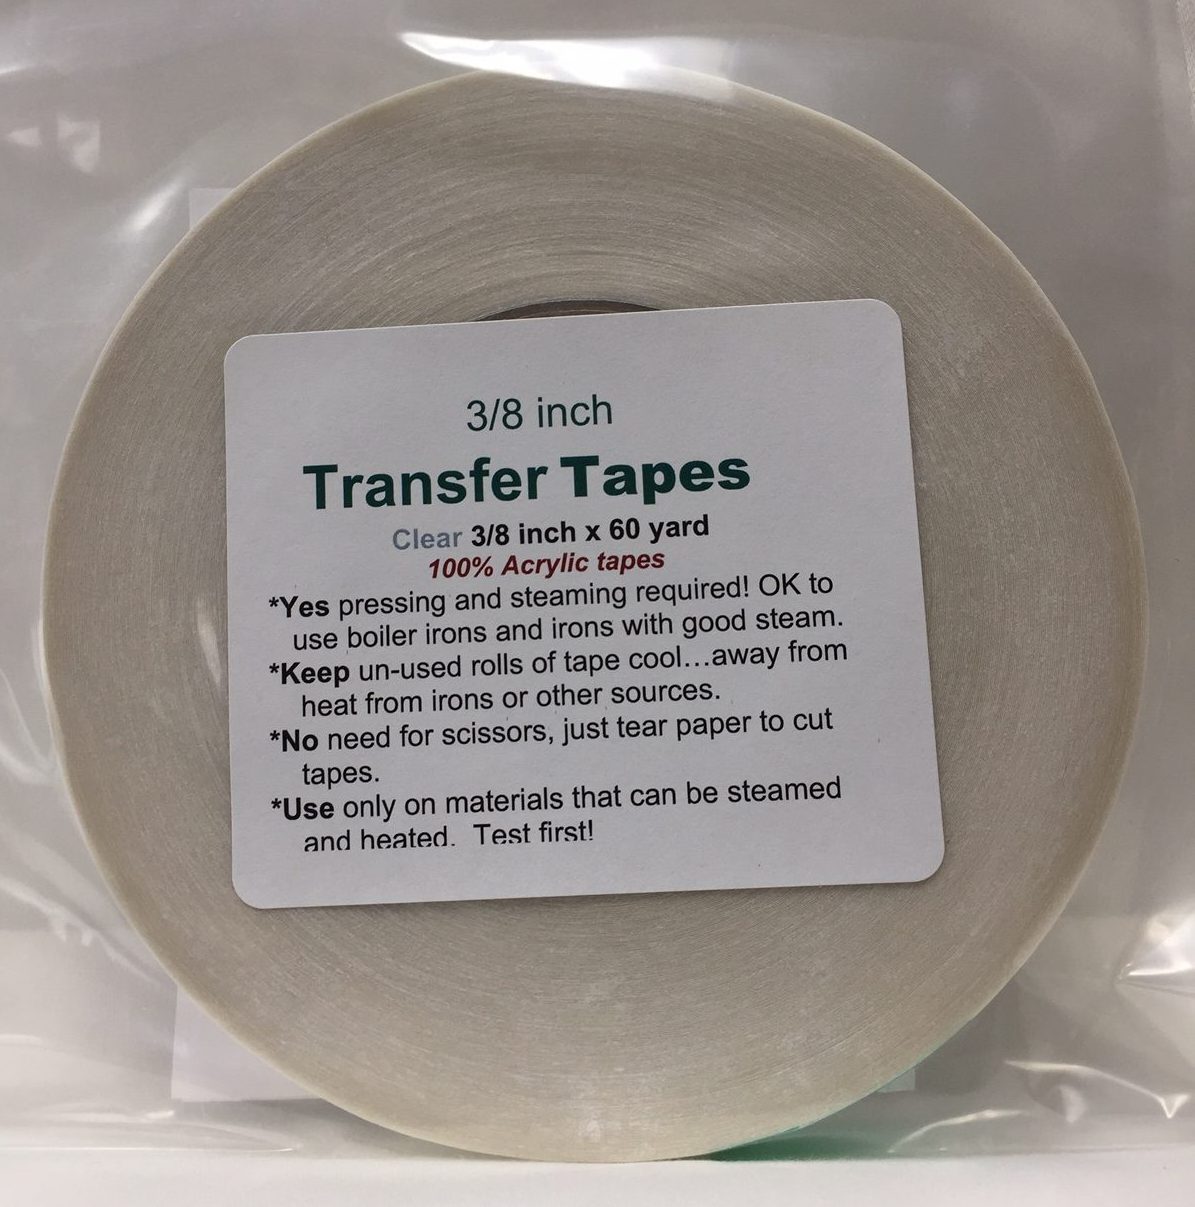 3/8 inch
Transfer Tapes
Clear 3/8 inch x 60 yard
100% Acrylic tapes
*Yes pressing and steaming required! OK to
use boiler irons and irons with good steam.
*Keep un-used rolls of tape cool...away from
heat from irons or other sources.
*No need for scissors, just tear paper to cut
tapes.
*Use only on materials that can be steamed
and heated. Test first!